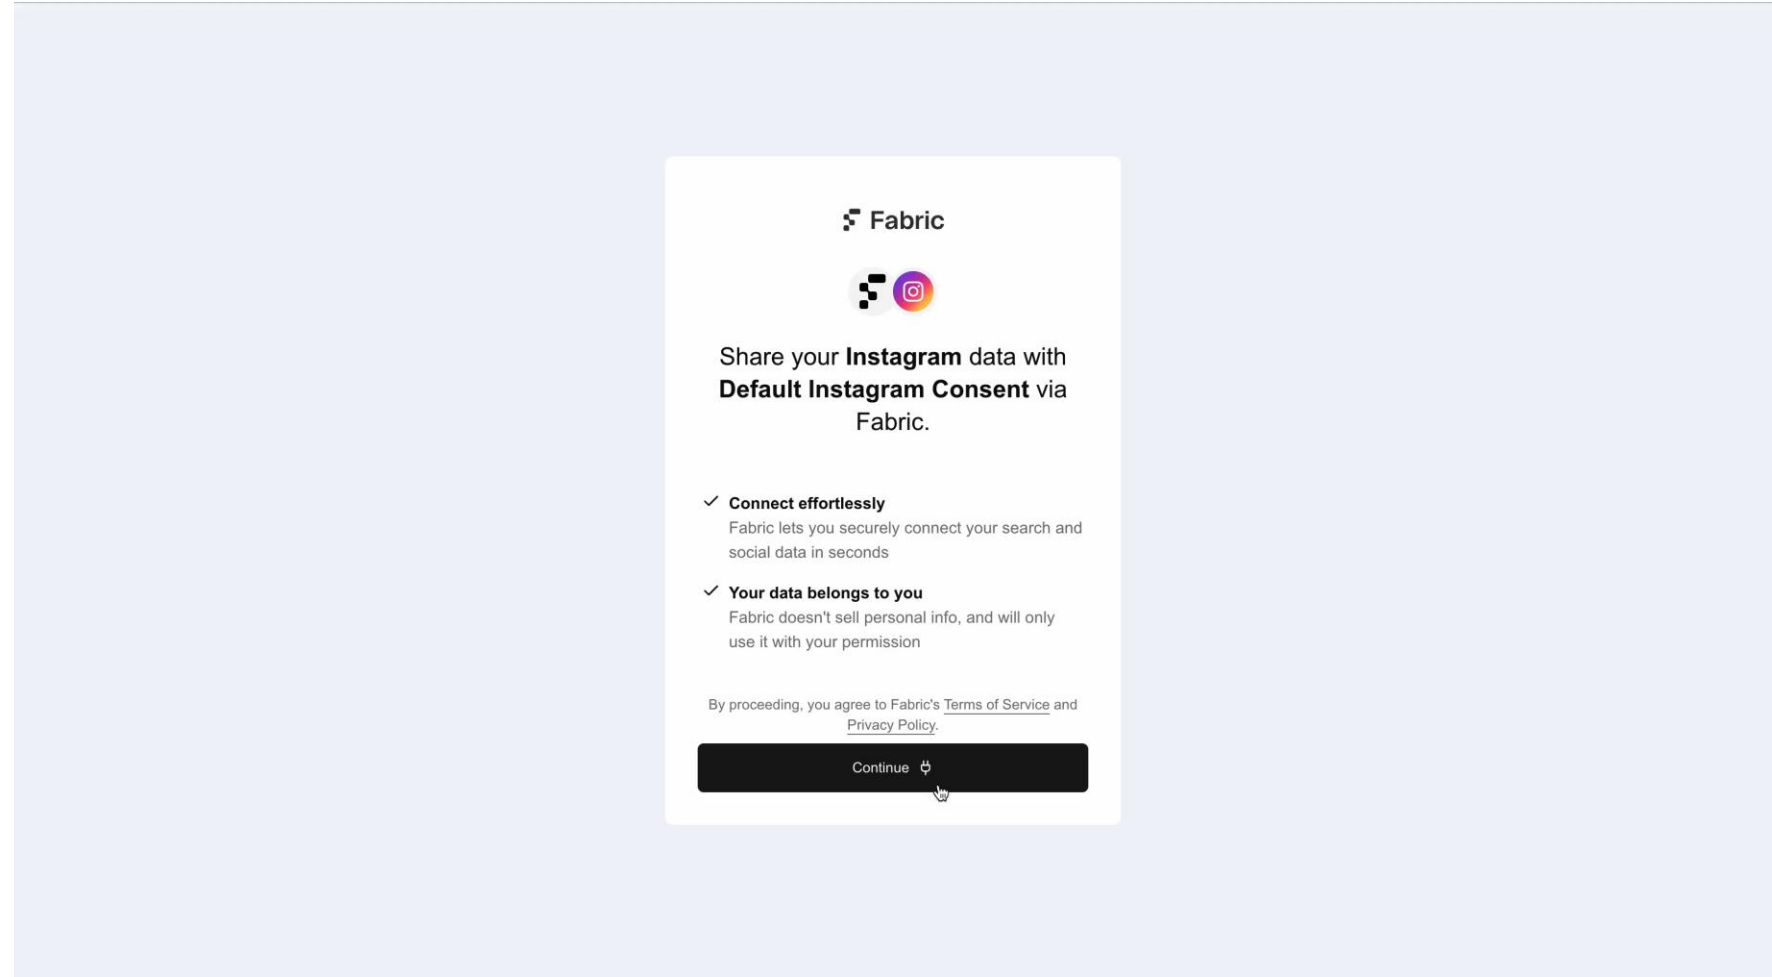 Fabric
Share your Instagram data with
Default Instagram Consent via
Fabric.
Connect effortlessly
Fabric lets you securely connect your search and
social data in seconds
Your data belongs to you
Fabric doesn't sell personal info, and will only
use it with your permission
By proceeding, you agree to Fabric's Terms of Service and
Privacy Policy.
Continue